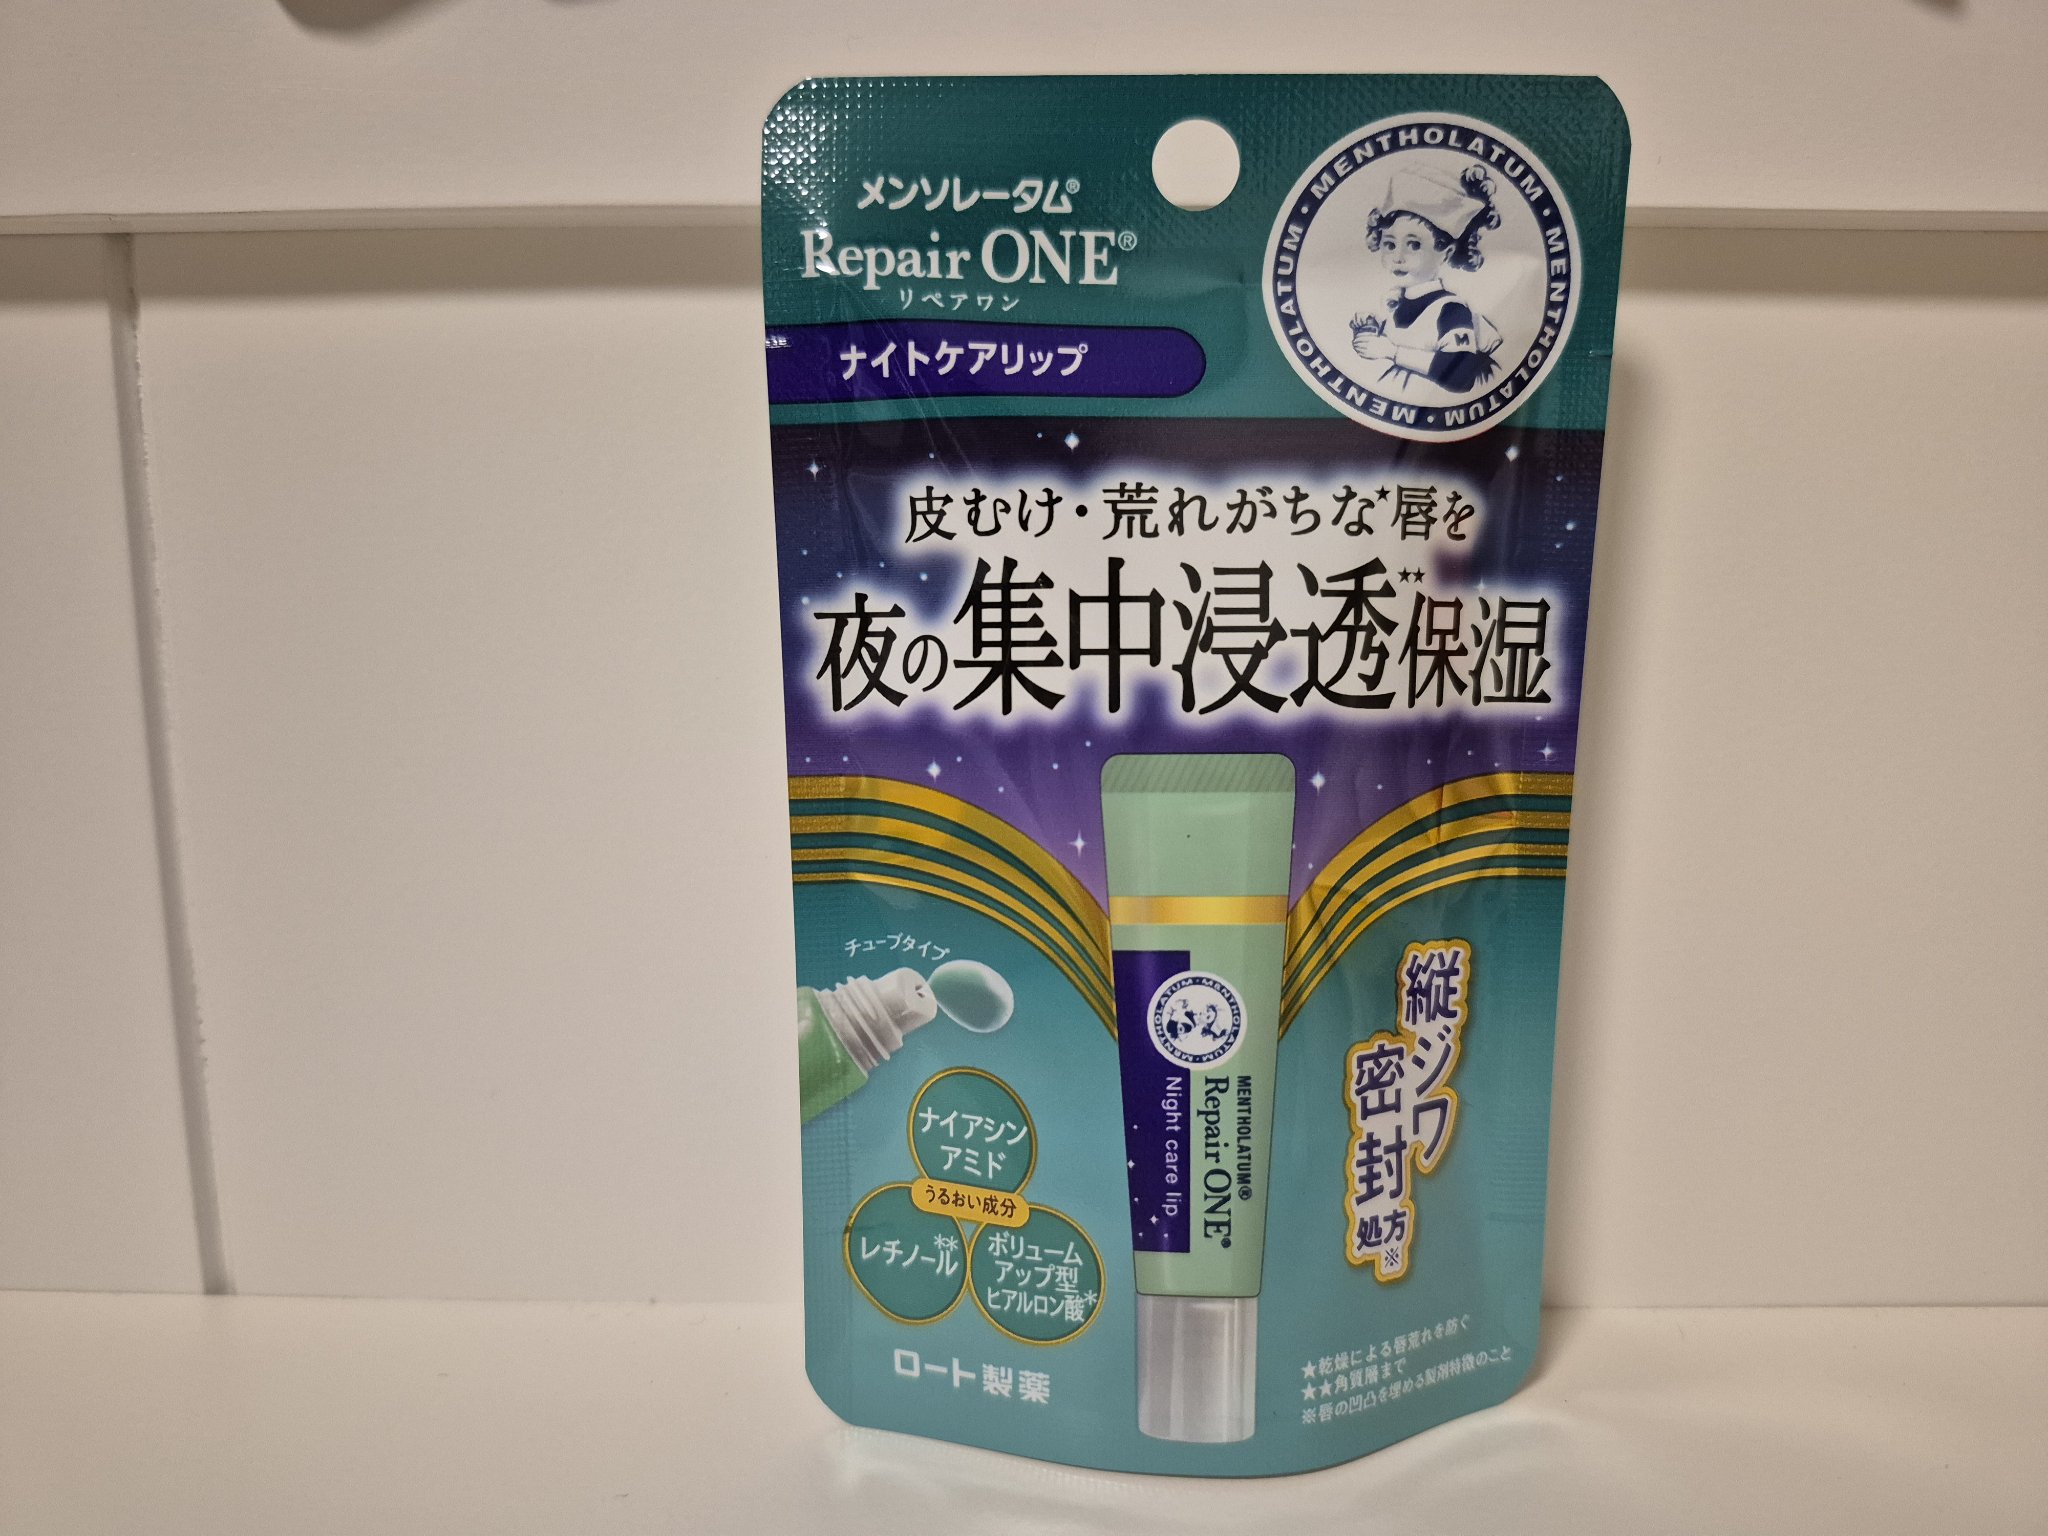 メンソレータム®
Repair ONE®
リペアワン
ナイトケアリップ
MENTHOLATUM・MENTHOLATUM・MENTHOLATUM・MENTHOLATUM・
M
皮むけ・荒れがちな★唇を
夜の集中浸透★★保湿
チューブタイプ
ナイアシン
アミド
うるおい成分
レチノール**
ボリューム
アップ型
ヒアルロン酸*
ロート製薬
MENTHOLATUM・MENTHOLATUM・MENTHOLATUM・
MENTHOLATUM®
Repair ONE®
Night care lip
縦ジワ
密封処方※
★乾燥による唇荒れを防ぐ
★★角質層まで
※唇の凹凸を埋める製剤特徴のこと